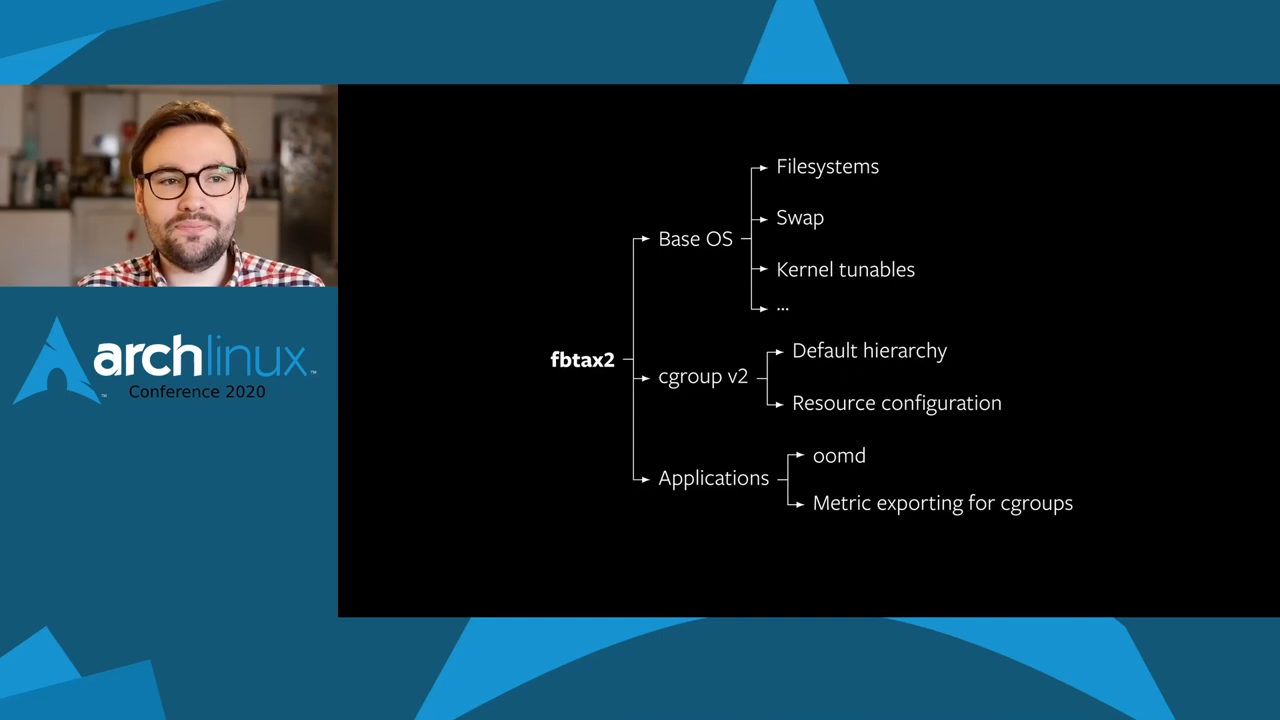 archlinux™
Conference 2020
fbtax2
Base OS
Filesystems
Swap
Kernel tunables
...
cgroup v2
Default hierarchy
Resource configuration
Applications
oomd
Metric exporting for cgroups